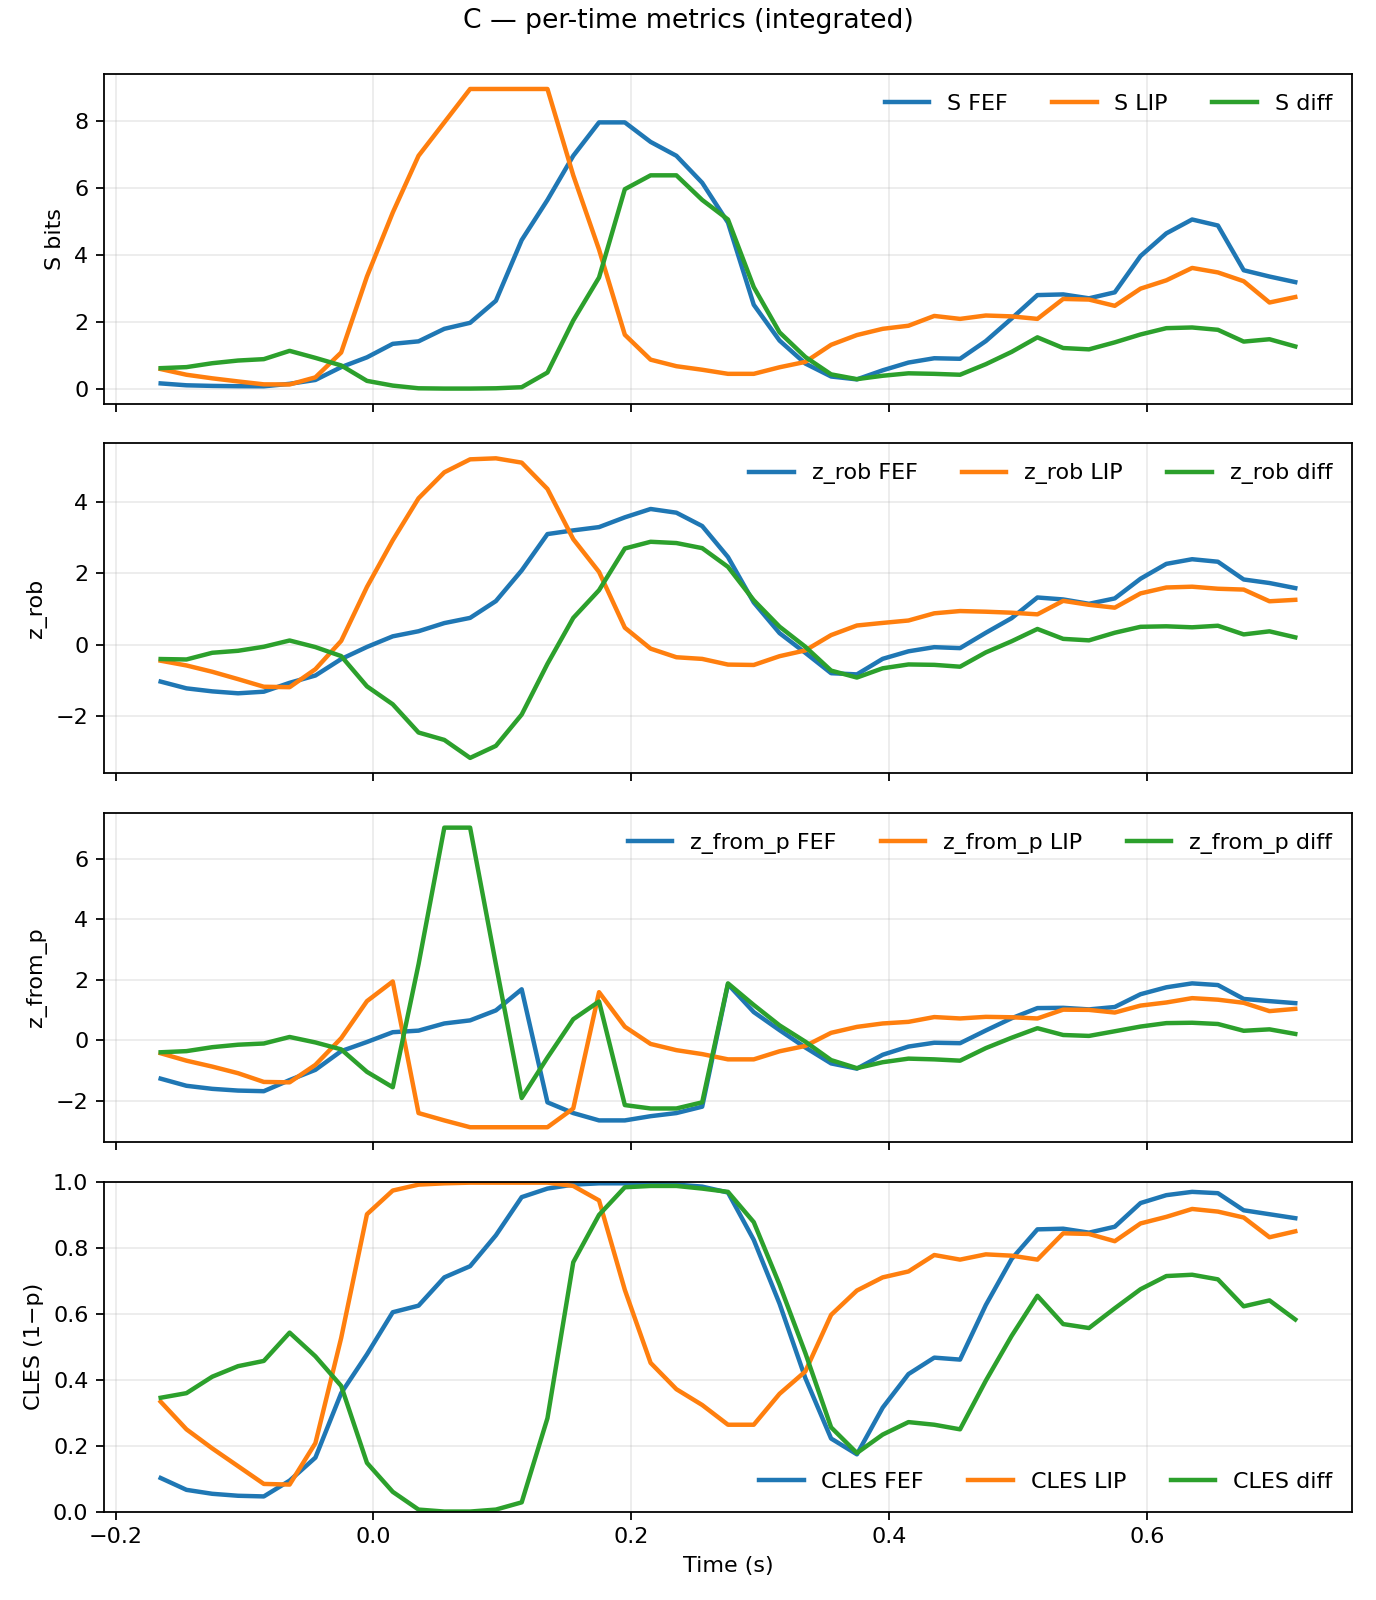 C — per-time metrics (integrated)
S FEF S LIP S diff
8
6
4
2
0
S bits
z_rob FEF z_rob LIP z_rob diff
4
2
0
−2
z_rob
z_from_p FEF z_from_p LIP z_from_p diff
6
4
2
0
−2
z_from_p
1.0
0.8
0.6
0.4
0.2
0.0
CLES (1−p)
CLES FEF CLES LIP CLES diff
−0.2 0.0 0.2 0.4 0.6
Time (s)